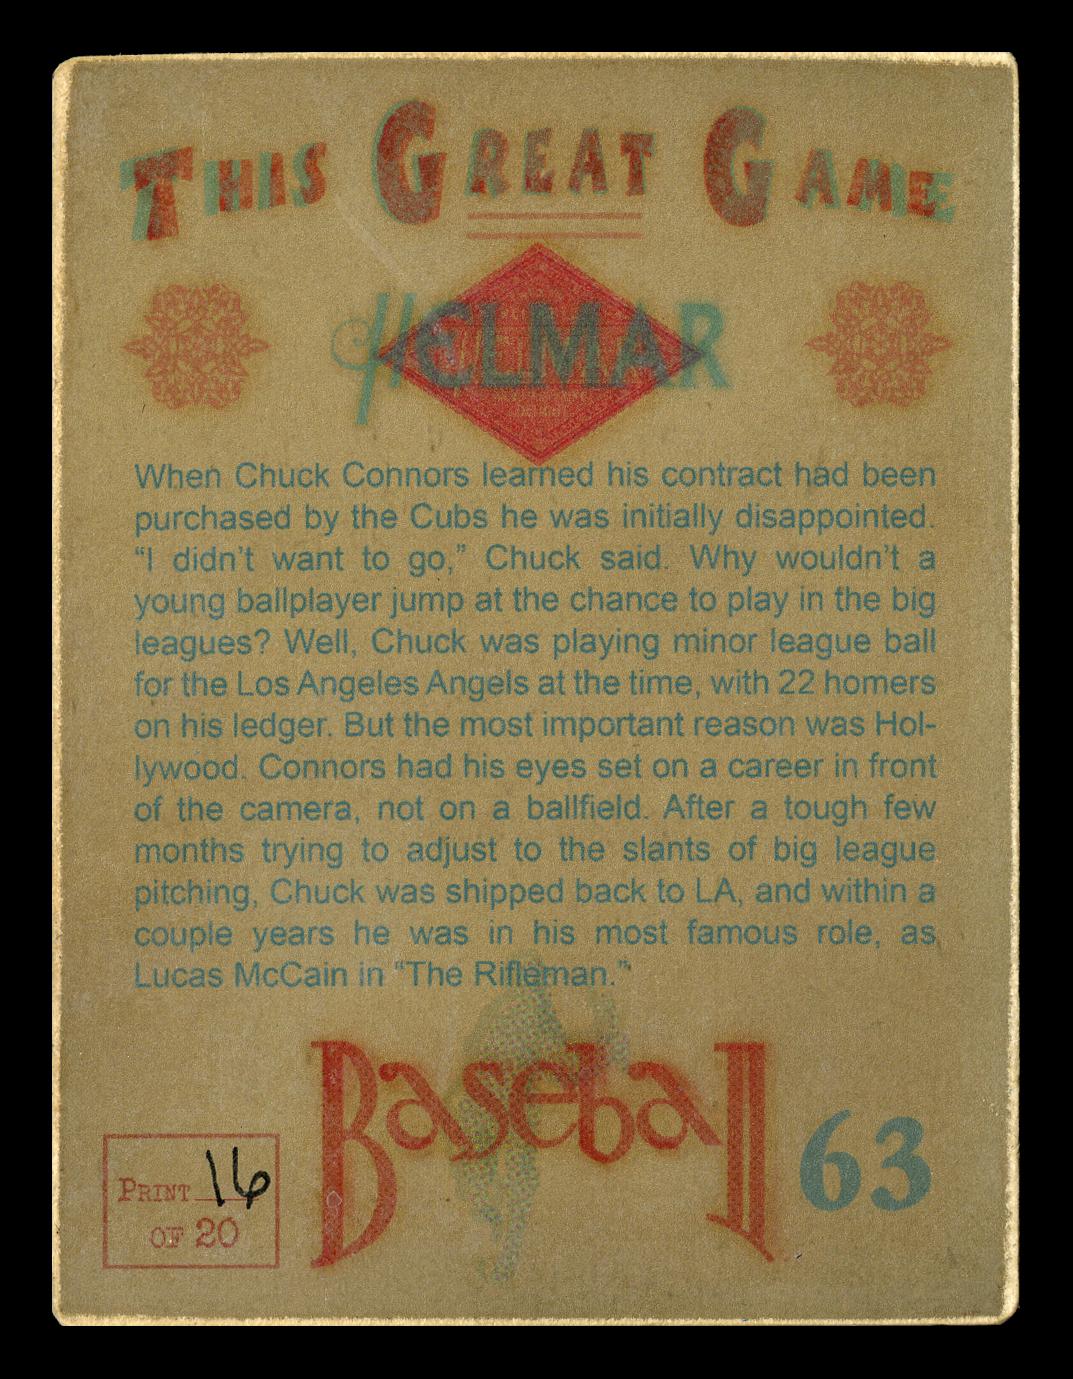 This Great Game
HELMAR
DETROIT
When Chuck Connors learned his contract had been
purchased by the Cubs he was initially disappointed.
“I didn’t want to go,” Chuck said. Why wouldn’t a
young ballplayer jump at the chance to play in the big
leagues? Well, Chuck was playing minor league ball
for the Los Angeles Angels at the time, with 22 homers
on his ledger. But the most important reason was Hol-
lywood. Connors had his eyes set on a career in front
of the camera, not on a ballfield. After a tough few
months trying to adjust to the slants of big league
pitching, Chuck was shipped back to LA, and within a
couple years he was in his most famous role, as
Lucas McCain in “The Rifleman.”
Baseball
63
Print 16
of 20